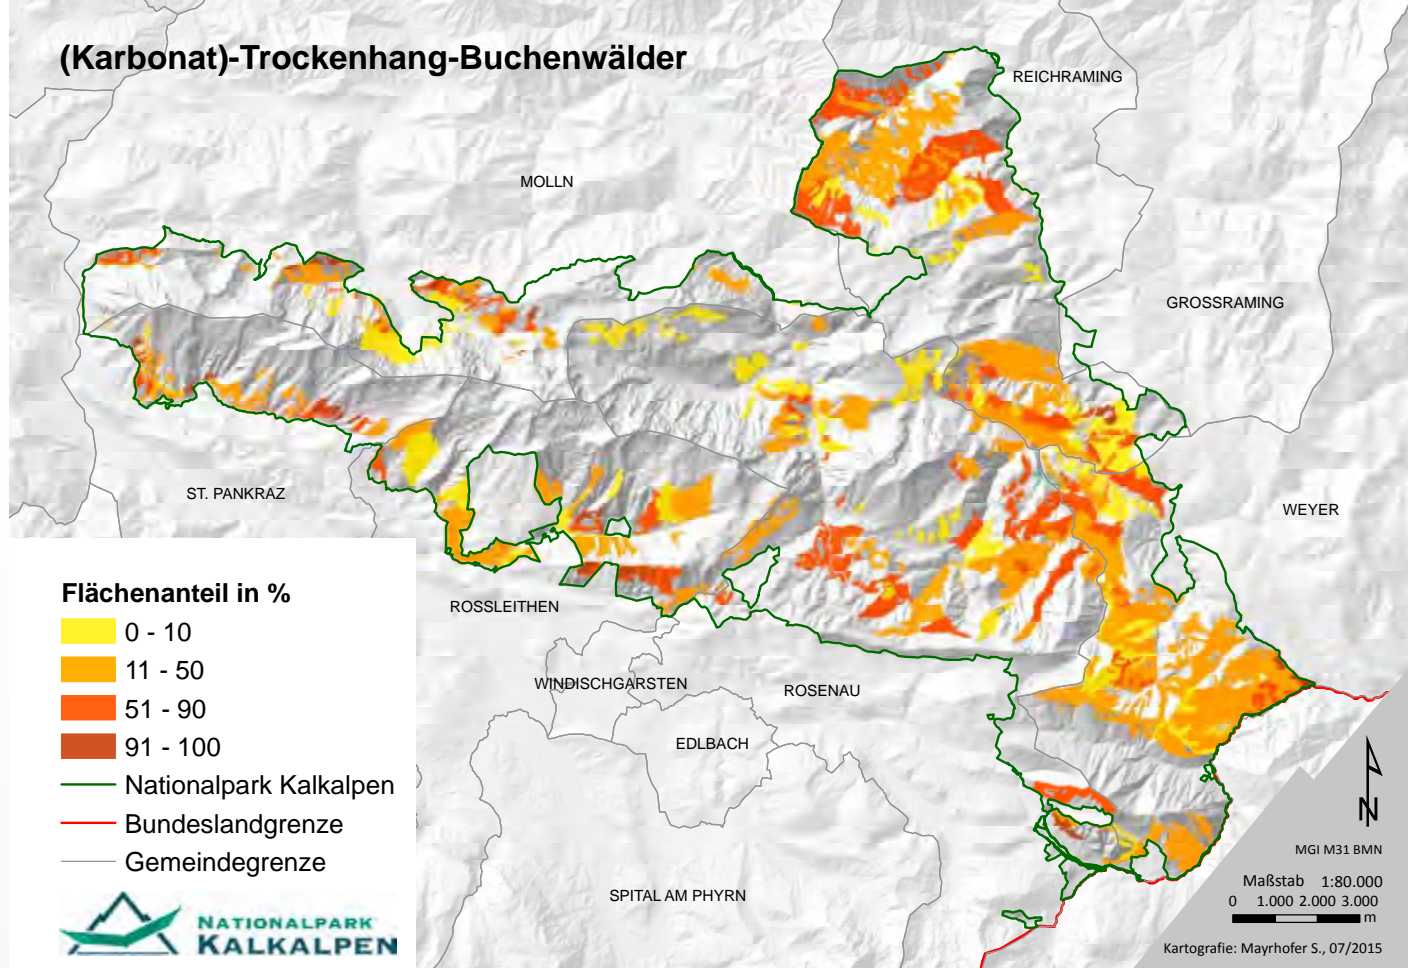 (Karbonat)-Trockenhang-Buchenwälder
REICHRAMING
MOLLN
GROSSRAMING
ST. PANKRAZ
WEYER
ROSSLEITHEN
WINDISCHGARSTEN
ROSENAU
EDLBACH
SPITAL AM PHYRN
Flächenanteil in %
0 - 10
11 - 50
51 - 90
91 - 100
Nationalpark Kalkalpen
Bundeslandgrenze
Gemeindegrenze
NATIONALPARK
KALKALPEN
N
MGI M31 BMN
Maßstab 1:80.000
0 1.000 2.000 3.000
m
Kartografie: Mayrhofer S., 07/2015